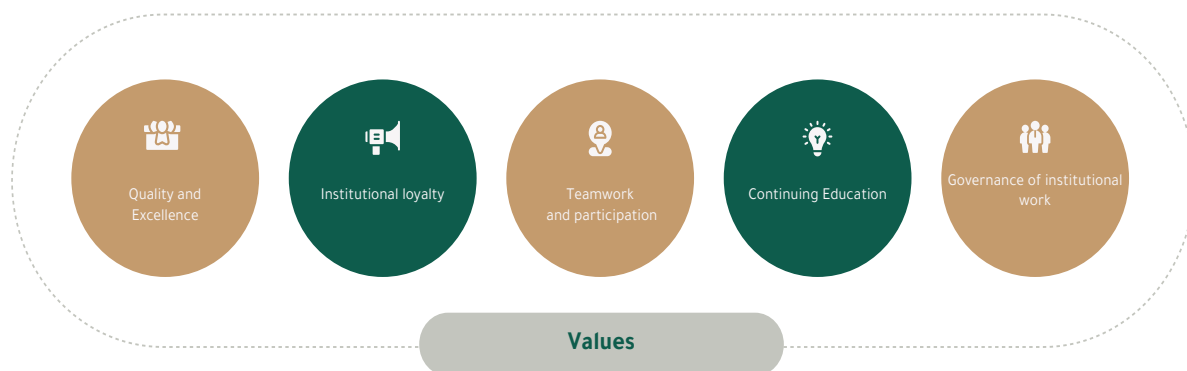 Quality and
Excellence
Institutional loyalty
Teamwork
and participation
Continuing Education
Governance of institutional
work
Values